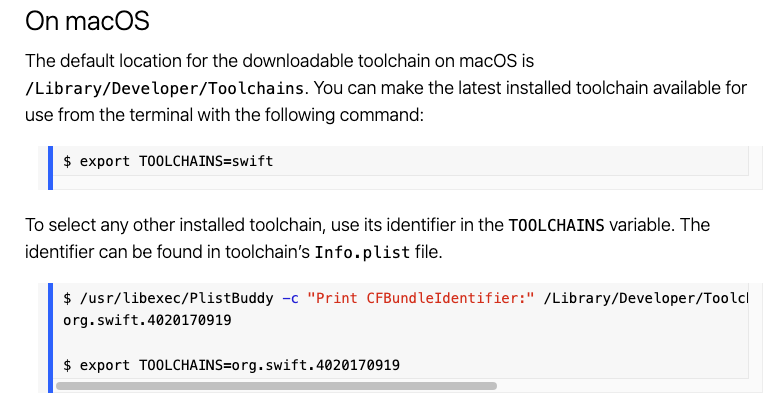 On macOS
The default location for the downloadable toolchain on macOS is
/Library/Developer/Toolchains. You can make the latest installed toolchain available for
use from the terminal with the following command:
$ export TOOLCHAINS=swift
To select any other installed toolchain, use its identifier in the TOOLCHAINS variable. The
identifier can be found in toolchain’s Info.plist file.
$ /usr/libexec/PlistBuddy -c "Print CFBundleIdentifier:" /Library/Developer/Toolcl
org.swift.4020170919
$ export TOOLCHAINS=org.swift.4020170919